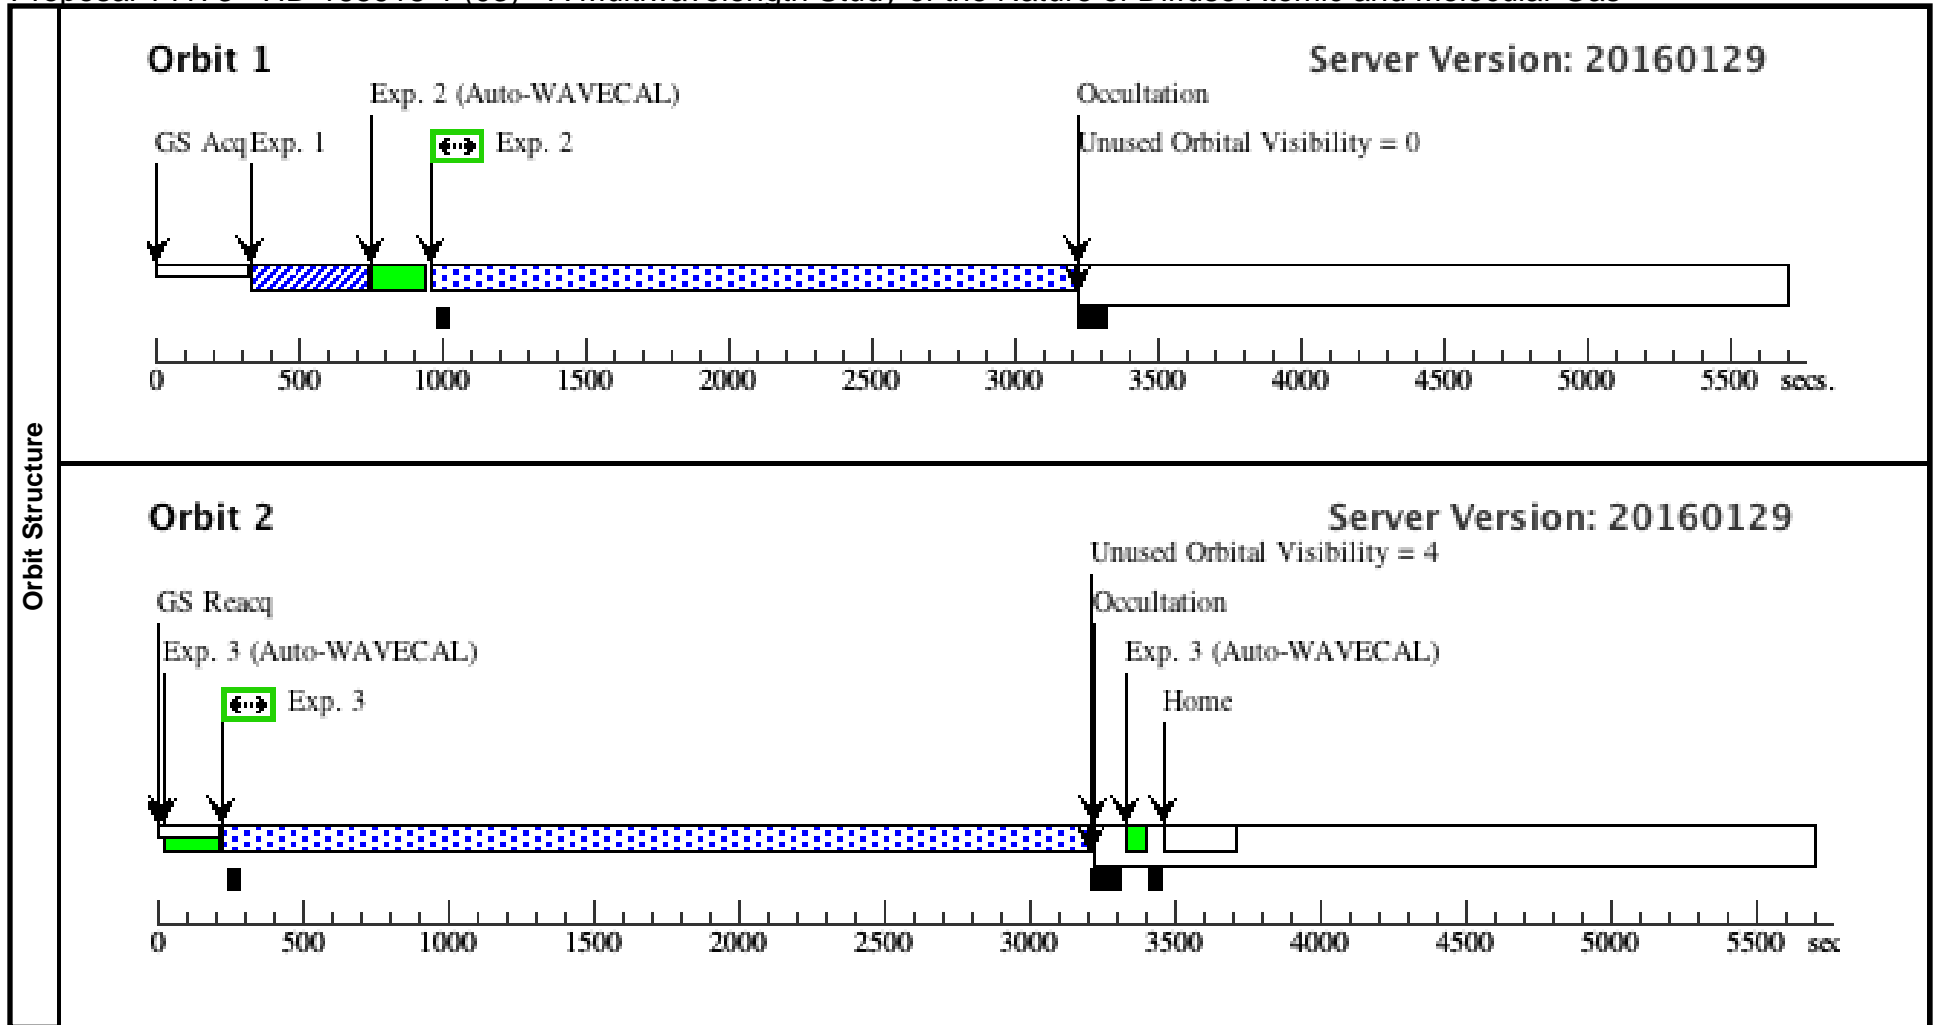 Orbit Structure
Orbit 1
Server Version: 20160129
Exp. 2 (Auto-WAVECAL)
Occultation
GS Acq Exp. 1
Exp. 2
Unused Orbital Visibility = 0
0 500 1000 1500 2000 2500 3000 3500 4000 4500 5000 5500 secs.
Orbit 2
Server Version: 20160129
Unused Orbital Visibility = 4
GS Reacq
Occultation
Exp. 3 (Auto-WAVECAL)
Exp. 3 (Auto-WAVECAL)
Exp. 3
Home
0 500 1000 1500 2000 2500 3000 3500 4000 4500 5000 5500 sec